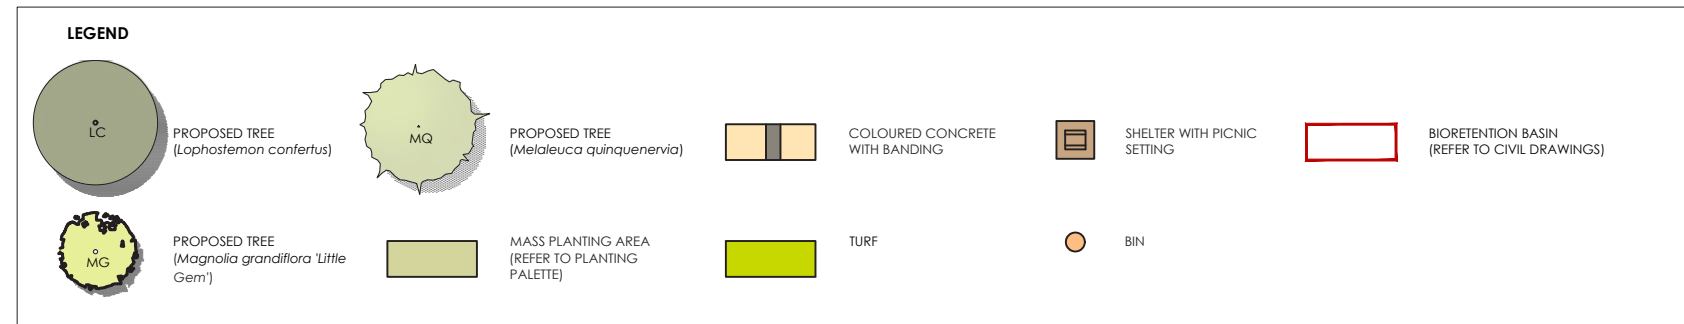 LEGEND
LC
PROPOSED TREE
(Lophostemon confertus)
MQ
PROPOSED TREE
(Melaleuca quinquenervia)
COLOURED CONCRETE
WITH BANDING
SHELTER WITH PICNIC
SETTING
BIORETENTION BASIN
(REFER TO CIVIL DRAWINGS)
MG
PROPOSED TREE
(Magnolia grandiflora 'Little
Gem')
MASS PLANTING AREA
(REFER TO PLANTING
PALETTE)
TURF
BIN